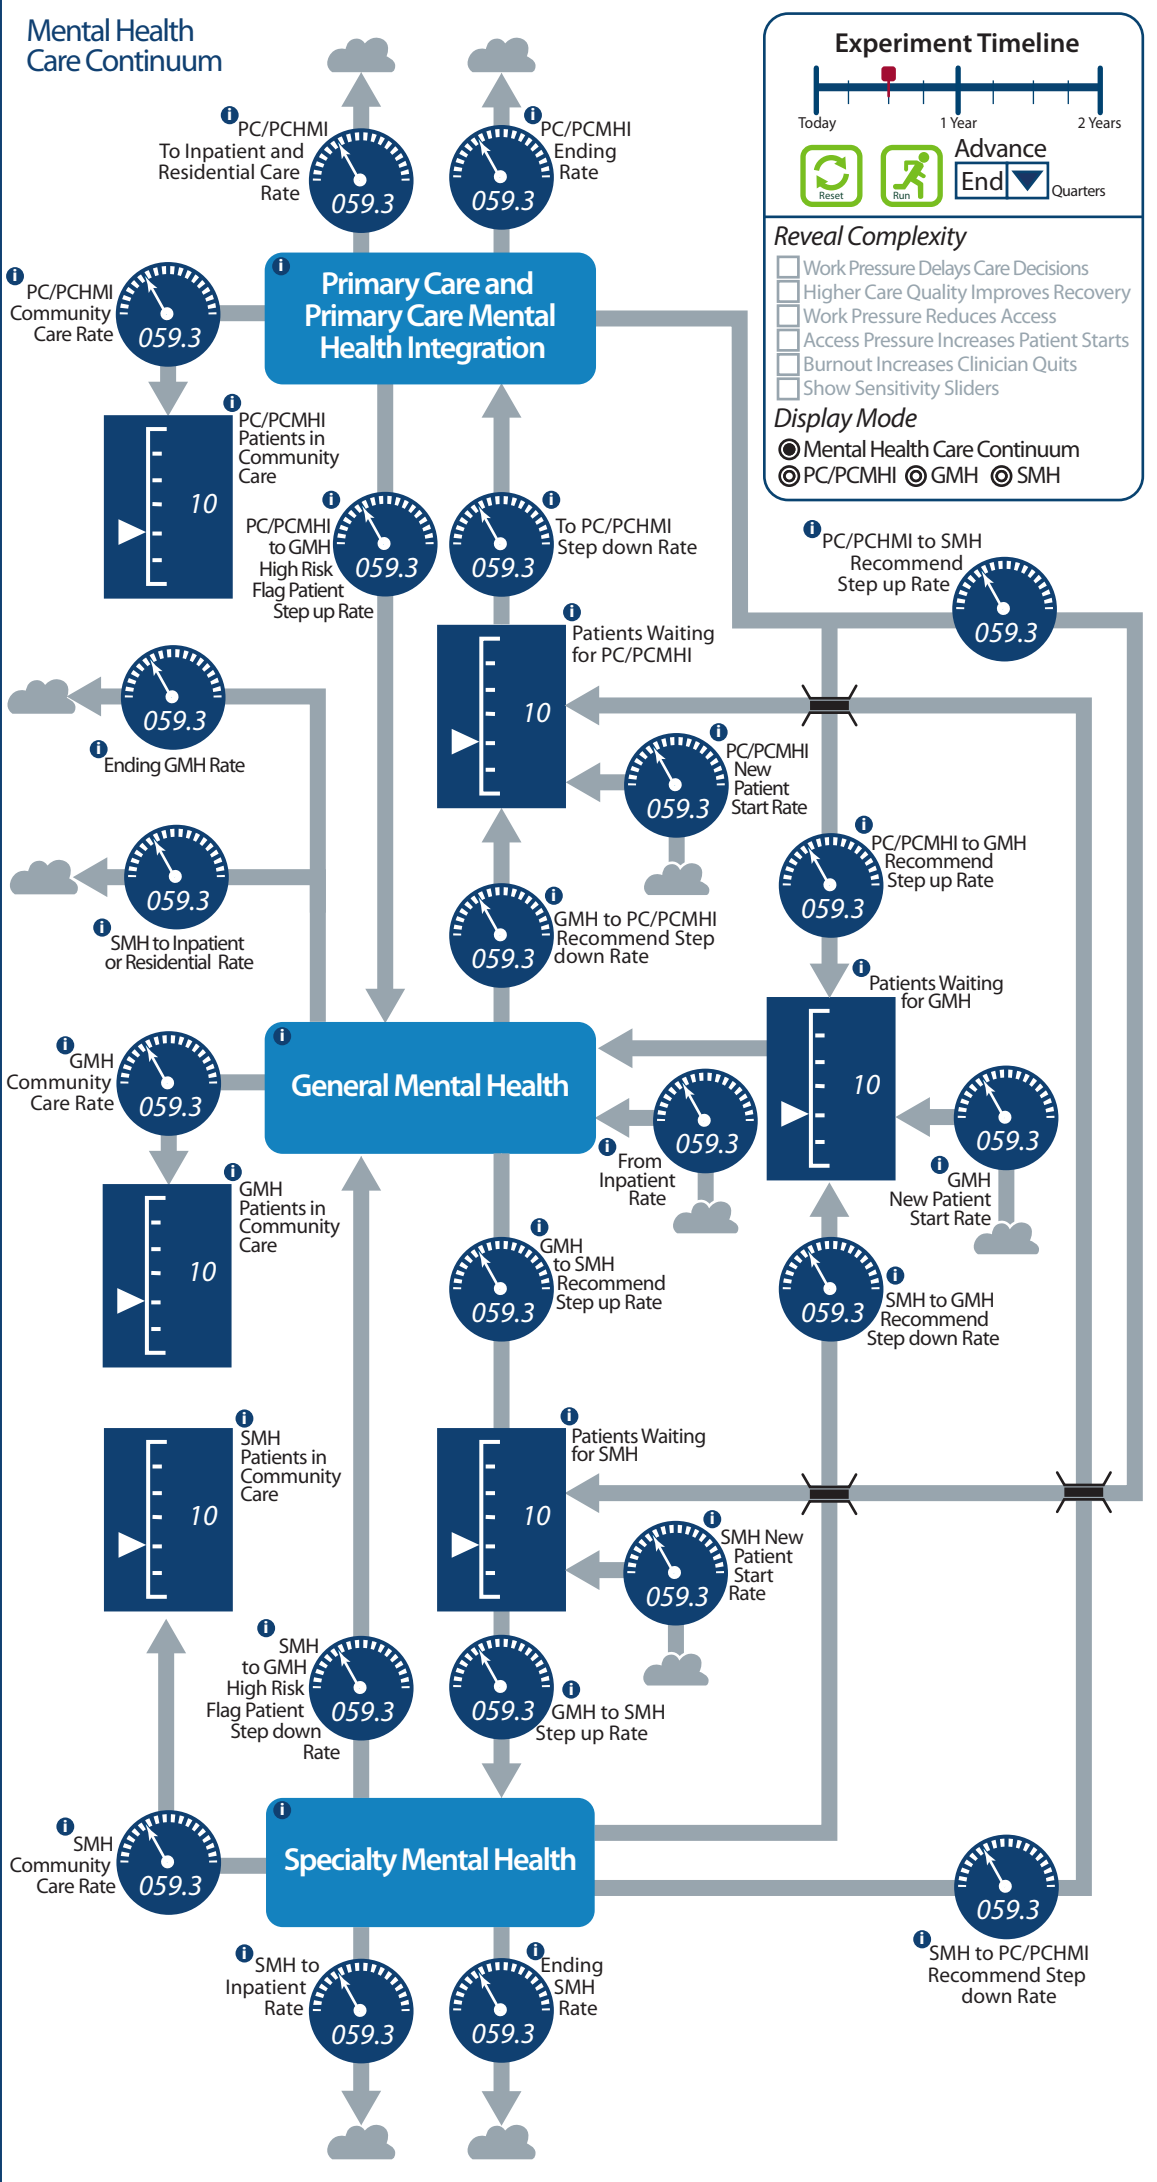 Mental Health
Care Continuum
Experiment Timeline
Today
1 Year
2 Years
Reset
Run
Advance
End
Quarters
Reveal Complexity
Work Pressure Delays Care Decisions
Higher Care Quality Improves Recovery
Work Pressure Reduces Access
Access Pressure Increases Patient Starts
Burnout Increases Clinician Quits
Show Sensitivity Sliders
Display Mode
Mental Health Care Continuum
PC/PCMHI
GMH
SMH
i
PC/PCHMI
To Inpatient and
Residential Care
Rate
059.3
i
PC/PCMHI
Ending
Rate
059.3
i
PC/PCHMI
Community
Care Rate
059.3
i
Primary Care and
Primary Care Mental
Health Integration
i
PC/PCMHI
Patients in
Community
Care
10
i
PC/PCMHI
to GMH
High Risk
Flag Patient
Step up Rate
059.3
i
To PC/PCHMI
Step down Rate
059.3
i
PC/PCHMI to SMH
Recommend
Step up Rate
059.3
i
Patients Waiting
for PC/PCMHI
10
059.3
i
Ending GMH Rate
i
PC/PCMHI
New
Patient
Start Rate
059.3
059.3
i
SMH to Inpatient
or Residential Rate
i
GMH to PC/PCMHI
Recommend Step
down Rate
059.3
i
PC/PCMHI to GMH
Recommend
Step up Rate
059.3
i
Patients Waiting
for GMH
10
i
GMH
Community
Care Rate
059.3
i
General Mental Health
059.3
i
From
Inpatient
Rate
059.3
i
GMH
New Patient
Start Rate
i
GMH
Patients in
Community
Care
10
i
GMH
to SMH
Recommend
Step up Rate
059.3
059.3
i
SMH to GMH
Recommend
Step down Rate
i
SMH
Patients in
Community
Care
10
i
Patients Waiting
for SMH
10
i
SMH New
Patient
Start
Rate
059.3
i
SMH
to GMH
High Risk
Flag Patient
Step down
Rate
059.3
059.3
i
GMH to SMH
Step up Rate
i
SMH
Community
Care Rate
059.3
i
Specialty Mental Health
059.3
i
SMH to PC/PCHMI
Recommend Step
down Rate
i
SMH to
Inpatient
Rate
059.3
i
Ending
SMH
Rate
059.3